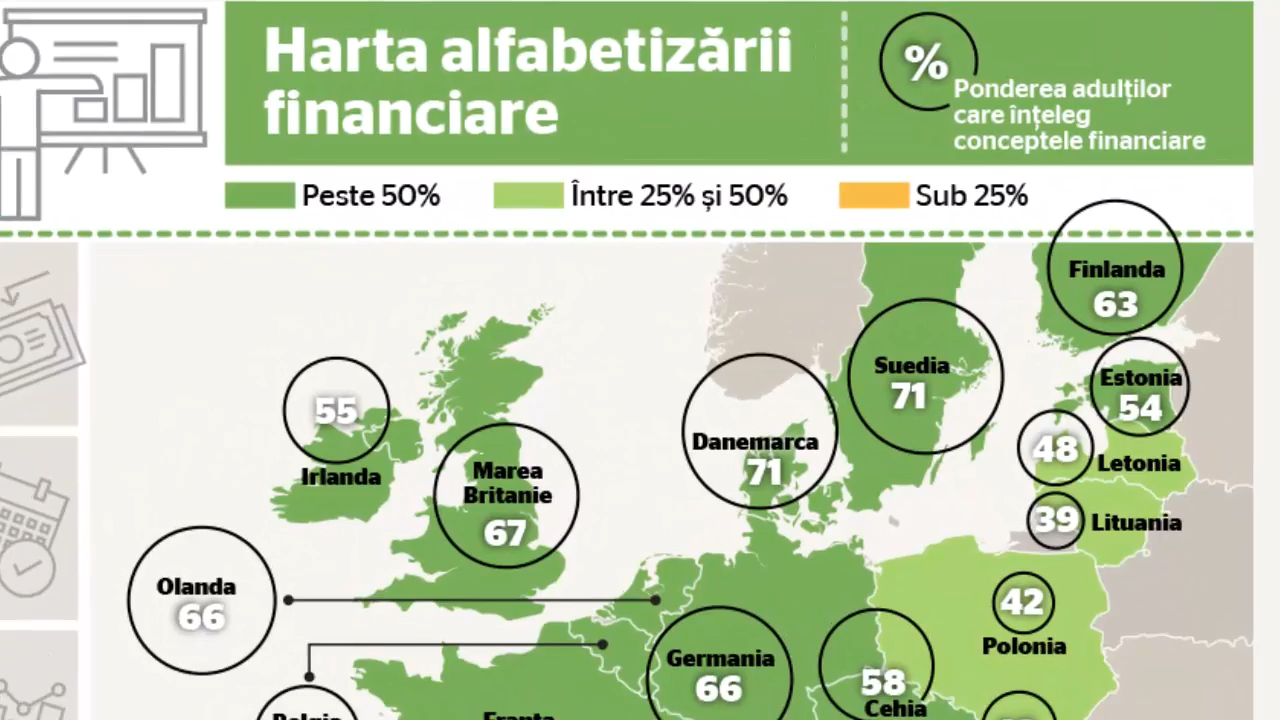 Harta alfabetizării
financiare
%
Ponderea adulților
care înțeleg
conceptele financiare
Peste 50%
Între 25% și 50%
Sub 25%
Finlanda
63
Suedia
71
Estonia
54
55
Irlanda
Danemarca
71
48
Letonia
Marea
Britanie
67
39
Lituania
Olanda
66
42
Polonia
Germania
66
58
Cehia